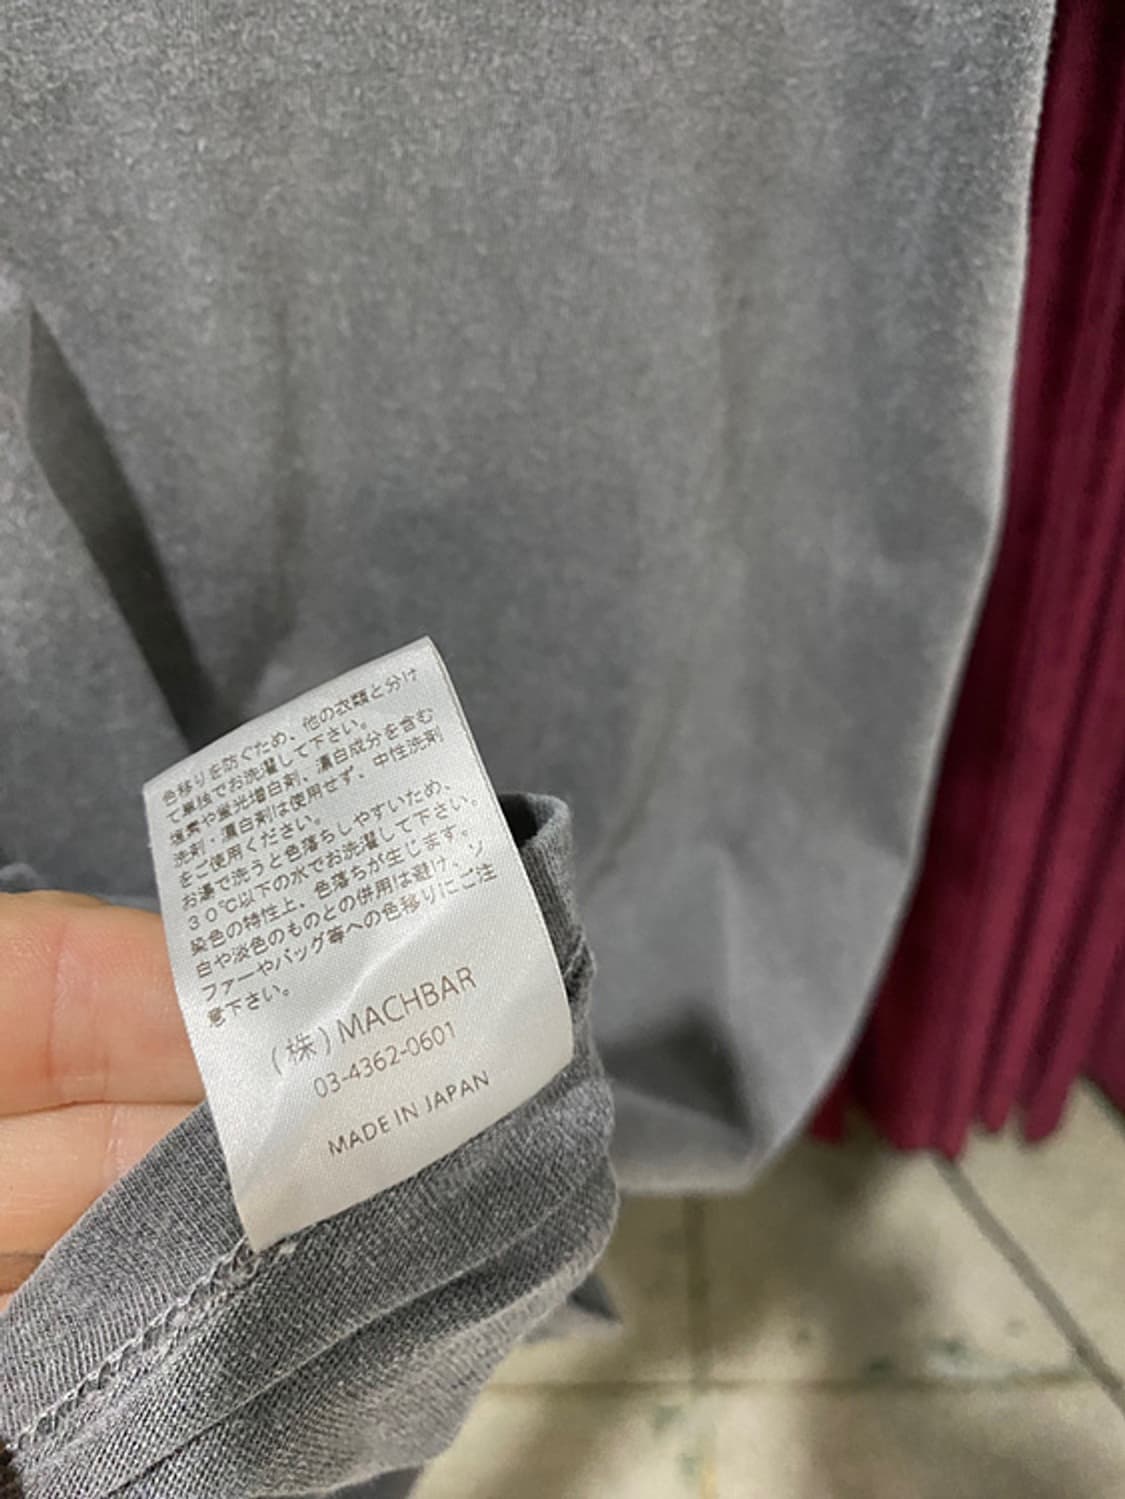 色移りを防ぐため、他の衣類と分け
て単独でお洗濯して下さい。
塩素や蛍光増白剤、漂白成分を含む
洗剤・漂白剤は使用せず、中性洗剤
をご使用ください。
お湯で洗うと色落ちしやすいため、
30℃以下の水でお洗濯して下さい。
染色の特性上、色落ちが生じます。
白や淡色のものとの併用は避け、ソ
ファーやバッグ等への色移りにご注
意下さい。
(株)MACHBAR
03-4362-0601
MADE IN JAPAN